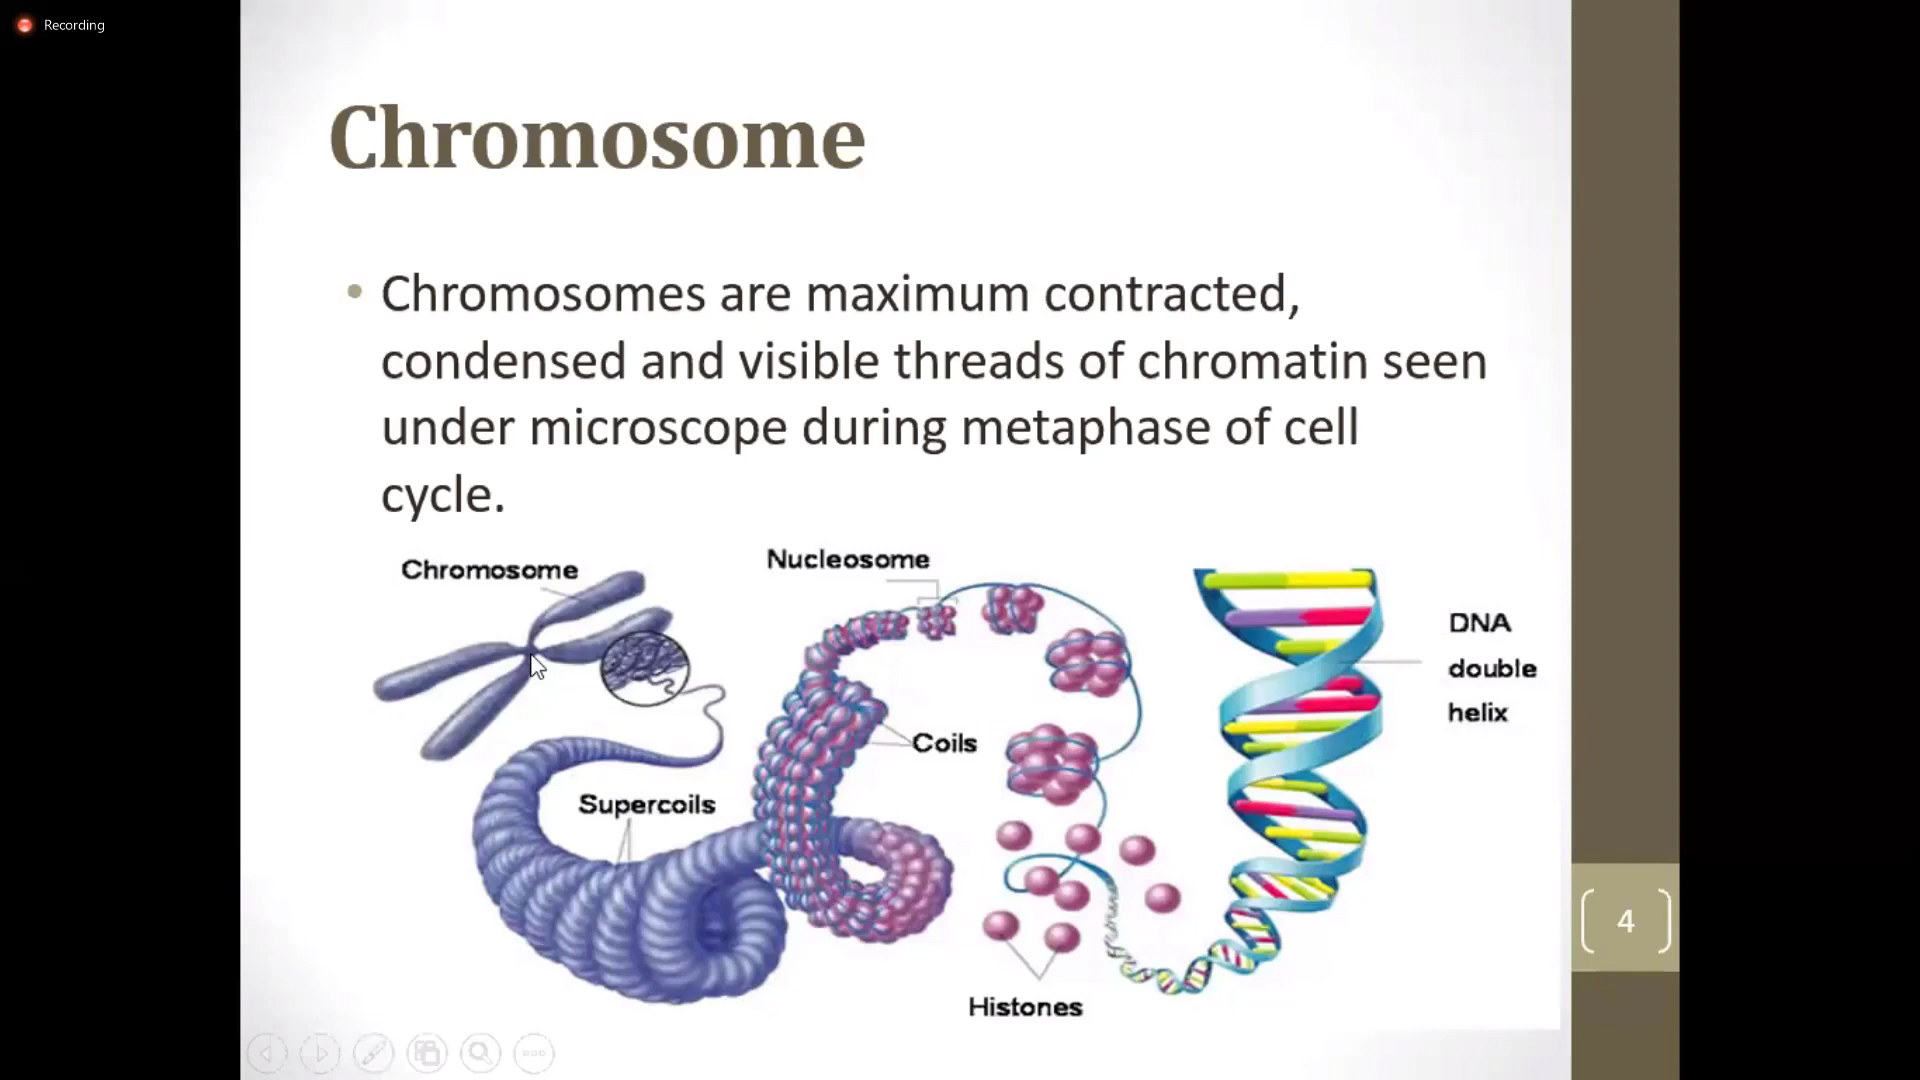 Recording
Chromosome
• Chromosomes are maximum contracted,
condensed and visible threads of chromatin seen
under microscope during metaphase of cell
cycle.
Chromosome
Nucleosome
DNA
double
helix
Coils
Supercoils
Histones
4